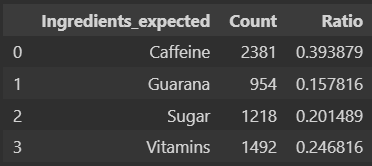 Ingredients_expected Count Ratio
0 Caffeine 2381 0.393879
1 Guarana 954 0.157816
2 Sugar 1218 0.201489
3 Vitamins 1492 0.246816